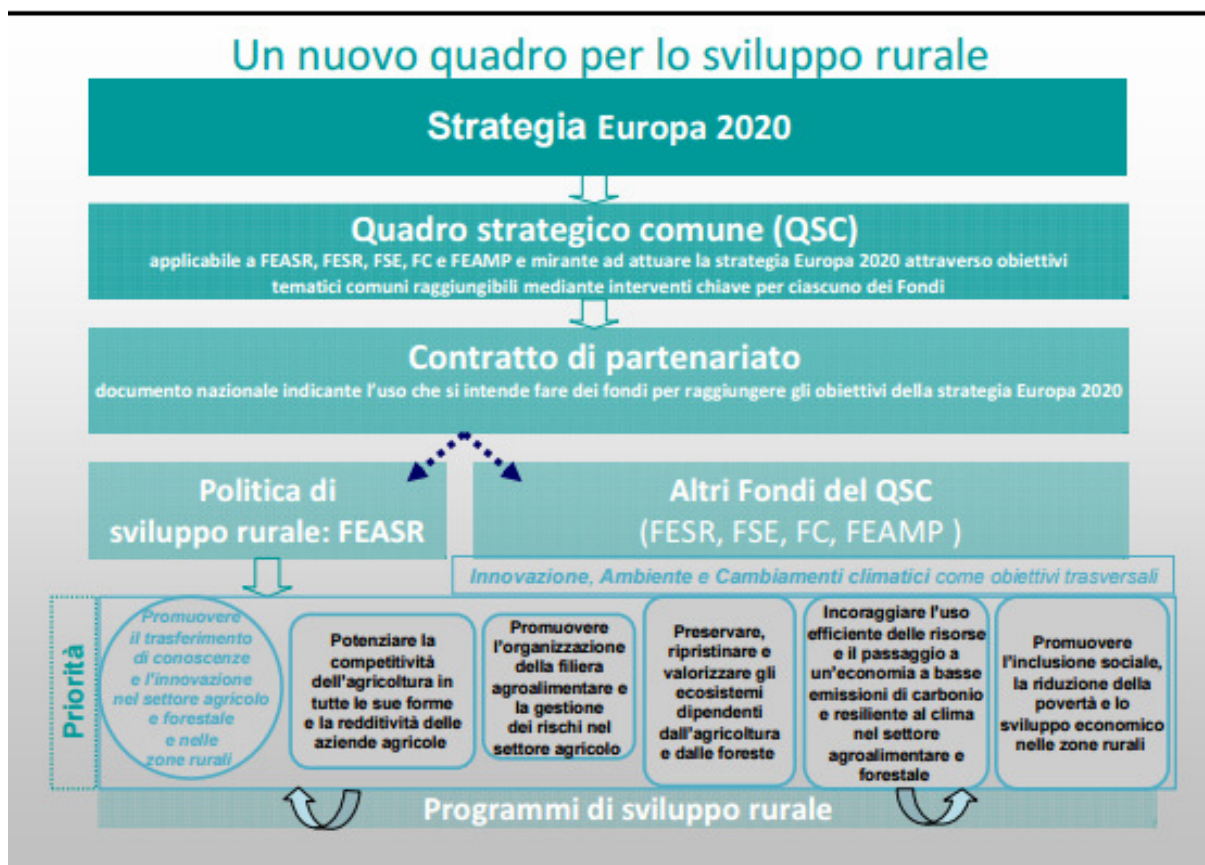 Un nuovo quadro per lo sviluppo rurale
Strategia Europa 2020
Quadro strategico comune (QSC)
applicabile a FEASR, FESR, FSE, FC e FEAMP e mirante ad attuare la strategia Europa 2020 attraverso obiettivi
tematici comuni raggiungibili mediante interventi chiave per ciascuno dei Fondi
Contratto di partenariato
documento nazionale indicante l'uso che si intende fare dei fondi per raggiungere gli obiettivi della strategia Europa 2020
Politica di
sviluppo rurale: FEASR
Altri Fondi del QSC
(FESR, FSE, FC, FEAMP )
Innovazione, Ambiente e Cambiamenti climatici come obiettivi trasversali
Priorità
Promuovere
il trasferimento
di conoscenze
e l'innovazione
nel settore agricolo
e forestale
e nelle
zone rurali
Potenziare la
competitività
dell'agricoltura in
tutte le sue forme
e la redditività delle
aziende agricole
Promuovere
l'organizzazione
della filiera
agroalimentare e
la gestione
dei rischi nel
settore agricolo
Preservare,
ripristinare e
valorizzare gli
ecosistemi
dipendenti
dall'agricoltura
e dalle foreste
Incoraggiare l'uso
efficiente delle risorse
e il passaggio a
un'economia a basse
emissioni di carbonio
e resiliente al clima
nel settore
agroalimentare e
forestale
Promuovere
l'inclusione sociale,
la riduzione della
povertà e lo
sviluppo economico
nelle zone rurali
Programmi di sviluppo rurale